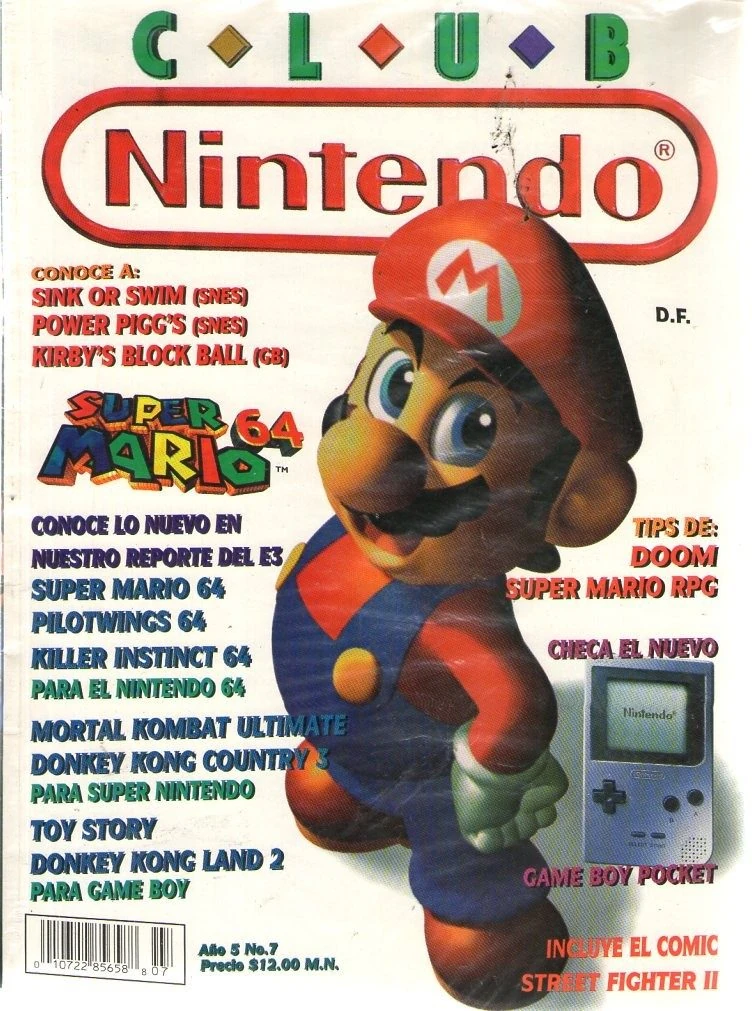 C◆L◆U◆B
Nintendo®
CONOCE A:
SINK OR SWIM (SNES)
POWER PIGG'S (SNES)
KIRBY'S BLOCK BALL (GB)
D.F.
M
SUPER
MARIO 64
™
CONOCE LO NUEVO EN
NUESTRO REPORTE DEL E3
SUPER MARIO 64
PILOTWINGS 64
KILLER INSTINCT 64
PARA EL NINTENDO 64
MORTAL KOMBAT ULTIMATE
DONKEY KONG COUNTRY 3
PARA SUPER NINTENDO
TOY STORY
DONKEY KONG LAND 2
PARA GAME BOY
TIPS DE:
DOOM
SUPER MARIO RPG
CHECA EL NUEVO
Nintendo®
Nintendo
B A
SELECT START
GAME BOY POCKET
0 10722 85658 8 07
Año 5 No.7
Precio $12.00 M.N.
INCLUYE EL COMIC
STREET FIGHTER II